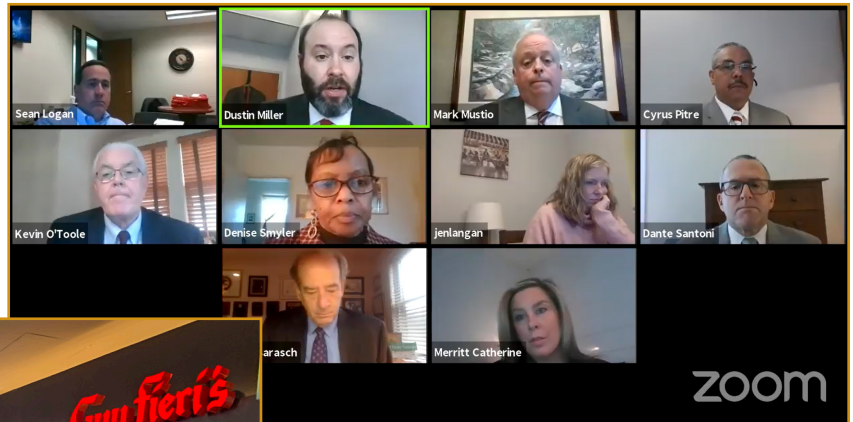 Sean Logan
Dustin Miller
Mark Mustio
Cyrus Pitre
Kevin O'Toole
Denise Smyler
jenlangan
Dante Santoni
arasch
Merritt Catherine
Guy Fieri's
zoom